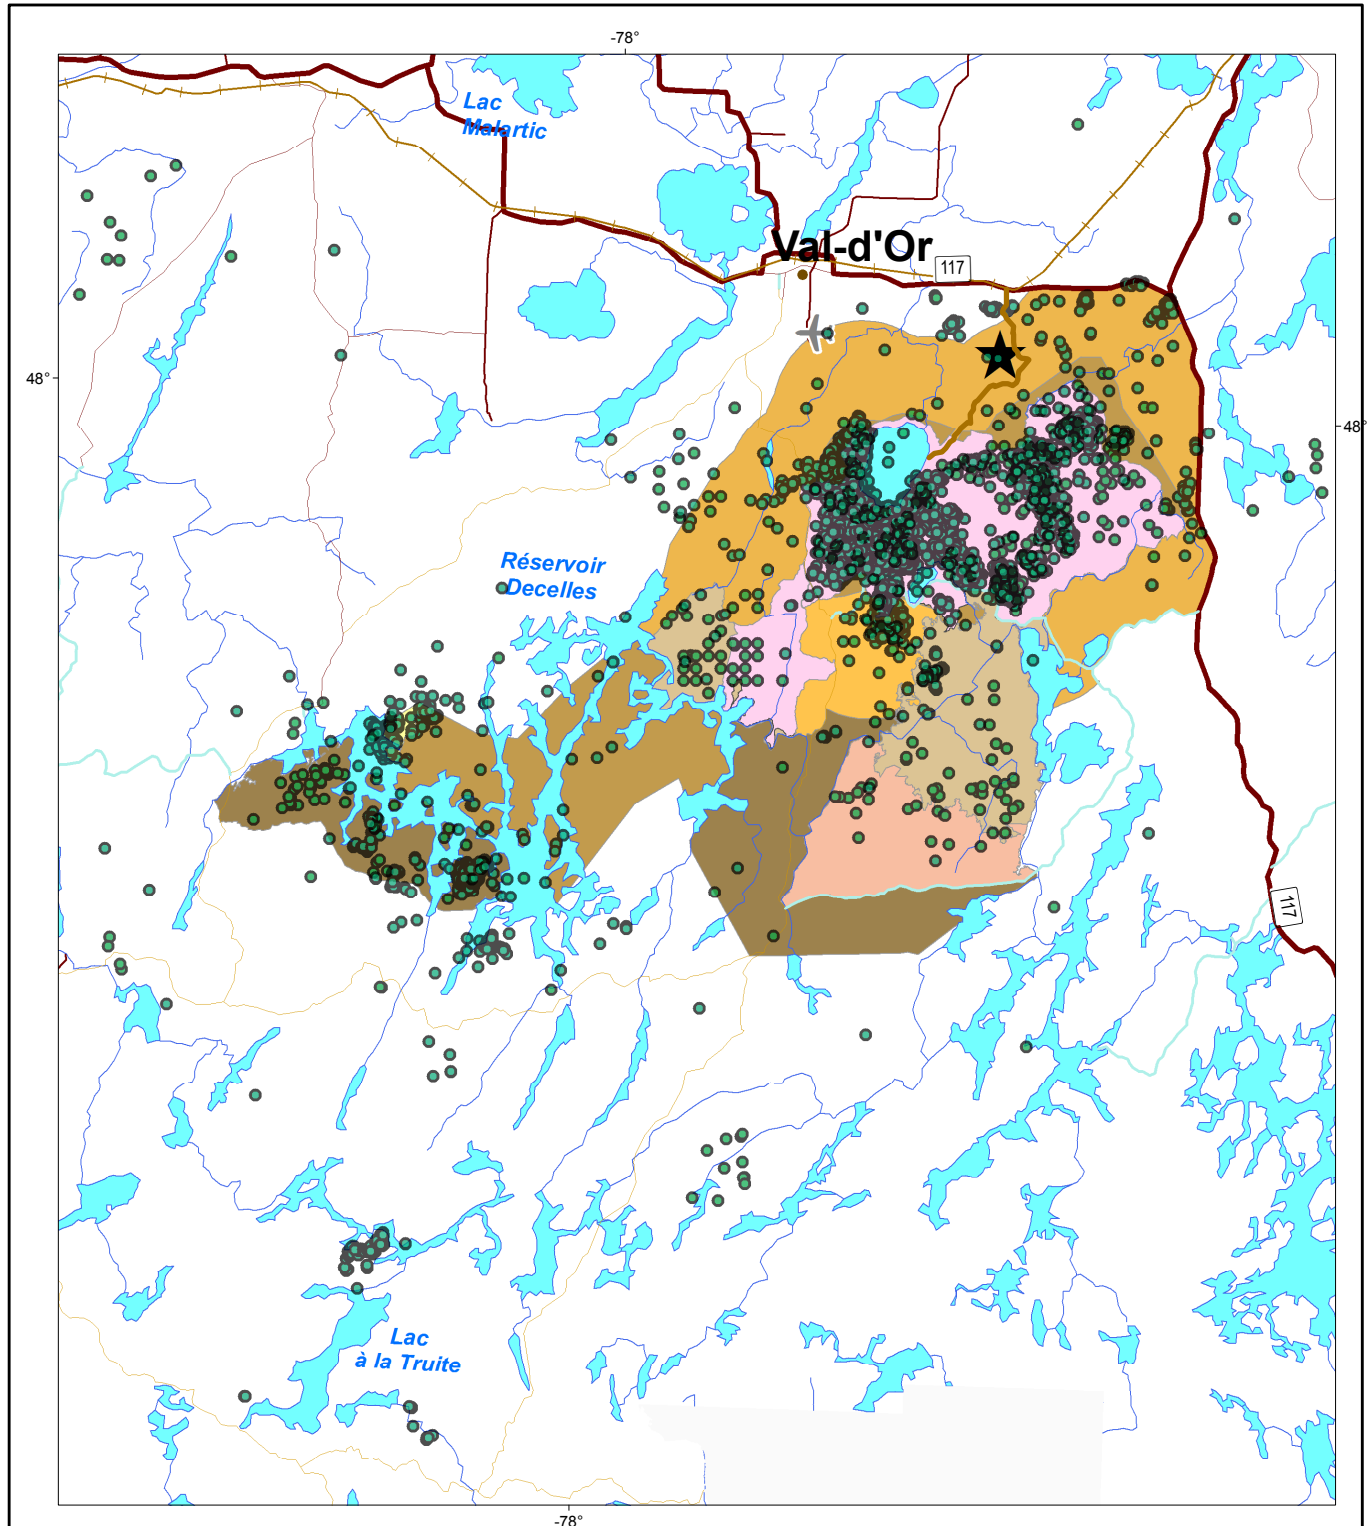 -78°
Lac
Malartic
Val-d'Or
117
48°
48°
Réservoir
Decelles
117
Lac
à la Truite
-78°